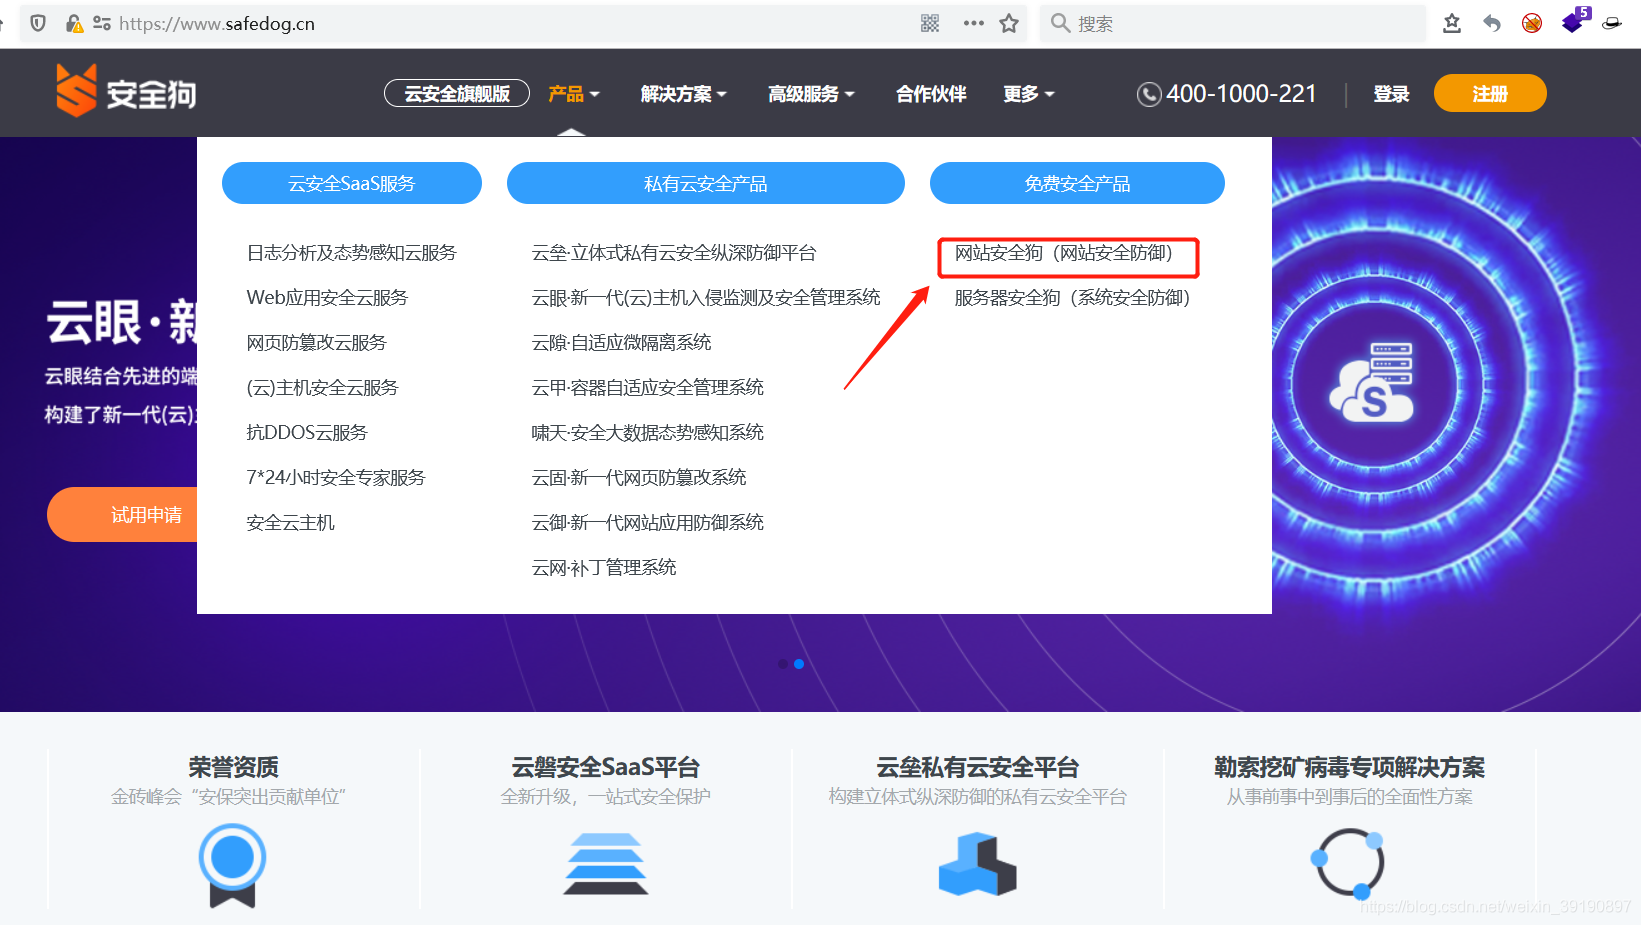 https://www.safedog.cn
搜索
5
安全狗
云安全旗舰版
产品
解决方案
高级服务
合作伙伴
更多
400-1000-221
登录
注册
云安全SaaS服务
日志分析及态势感知云服务
Web应用安全云服务
网页防篡改云服务
(云)主机安全云服务
抗DDOS云服务
7*24小时安全专家服务
安全云主机
私有云安全产品
云垒·立体式私有云安全纵深防御平台
云眼·新一代(云)主机入侵监测及安全管理系统
云隙·自适应微隔离系统
云甲·容器自适应安全管理系统
啸天·安全大数据态势感知系统
云固·新一代网页防篡改系统
云御·新一代网站应用防御系统
云网·补丁管理系统
免费安全产品
网站安全狗（网站安全防御）
服务器安全狗（系统安全防御）
云眼·新
云眼结合先进的端
构建了新一代(云)
试用申请
S
荣誉资质
金砖峰会“安保突出贡献单位”
云磐安全SaaS平台
全新升级，一站式安全保护
云垒私有云安全平台
构建立体式纵深防御的私有云安全平台
勒索挖矿病毒专项解决方案
从事前事中到事后的全面性方案
https://blog.csdn.net/weixin_39190897